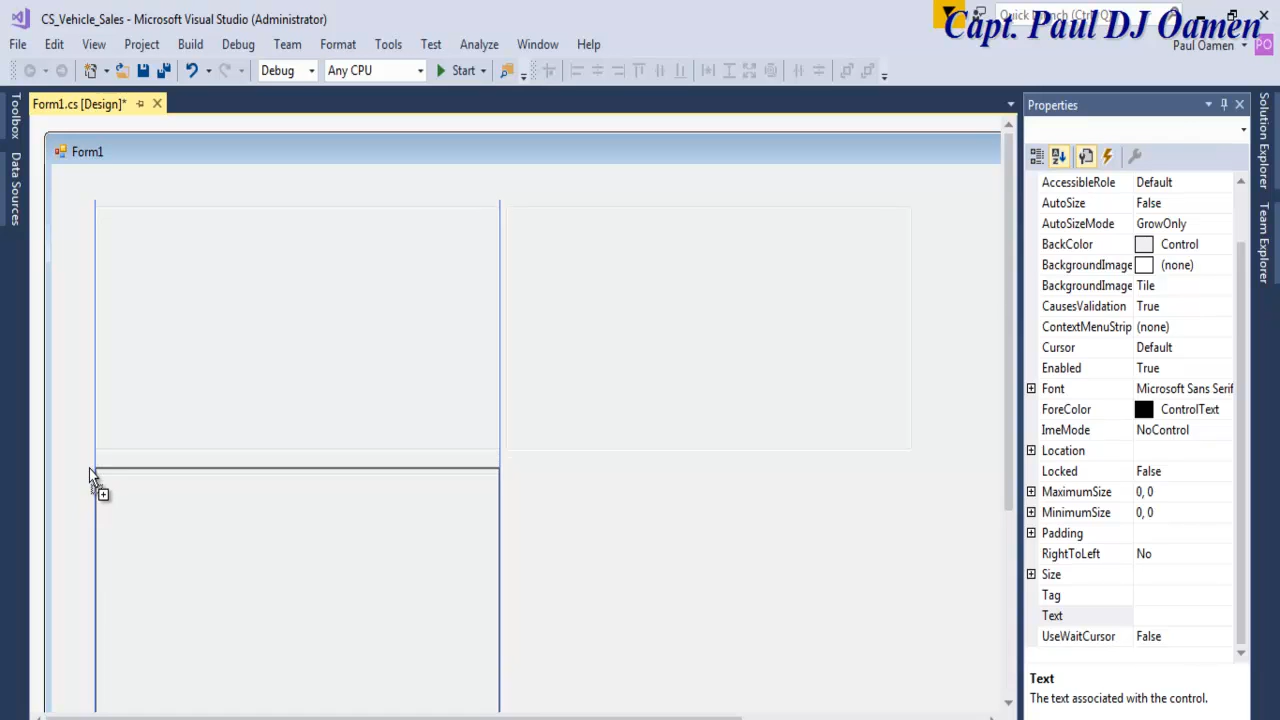 CS_Vehicle_Sales - Microsoft Visual Studio (Administrator)
Quick Launch (Ctrl+Q)
Capt. Paul DJ Oamen
File Edit View Project Build Debug Team Format Tools Test Analyze Window Help
Paul Oamen PO
Debug Any CPU Start
Toolbox
Data Sources
Form1.cs [Design]*
Form1
Properties
AccessibleRole Default
AutoSize False
AutoSizeMode GrowOnly
BackColor Control
BackgroundImage (none)
BackgroundImage Tile
CausesValidation True
ContextMenuStrip (none)
Cursor Default
Enabled True
Font Microsoft Sans Serif
ForeColor ControlText
ImeMode NoControl
Location
Locked False
MaximumSize 0, 0
MinimumSize 0, 0
Padding
RightToLeft No
Size
Tag
Text
UseWaitCursor False
Text
The text associated with the control.
Solution Explorer
Team Explorer